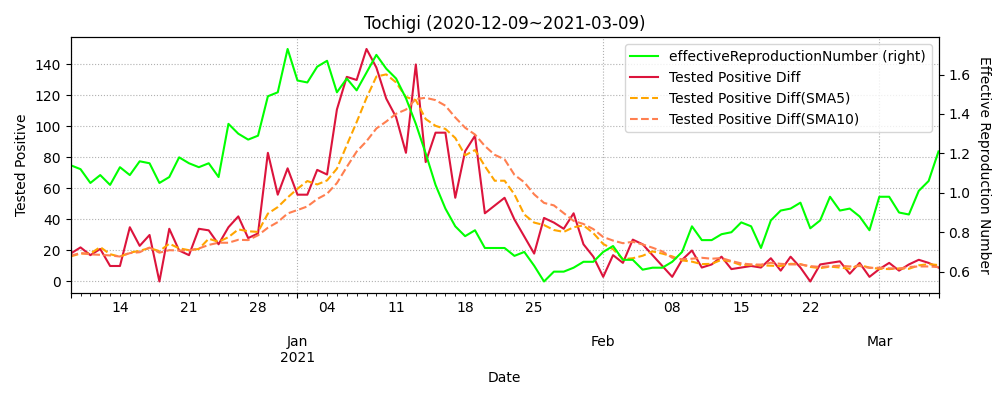 Tochigi (2020-12-09~2021-03-09)
effectiveReproductionNumber (right)
Tested Positive Diff
Tested Positive Diff(SMA5)
Tested Positive Diff(SMA10)
Tested Positive
140
120
100
80
60
40
20
0
1.6
1.4
1.2
1.0
0.8
0.6
Effective Reproduction Number
14 21 28 04 11 18 25 08 15 22
Jan Feb Mar
2021
Date